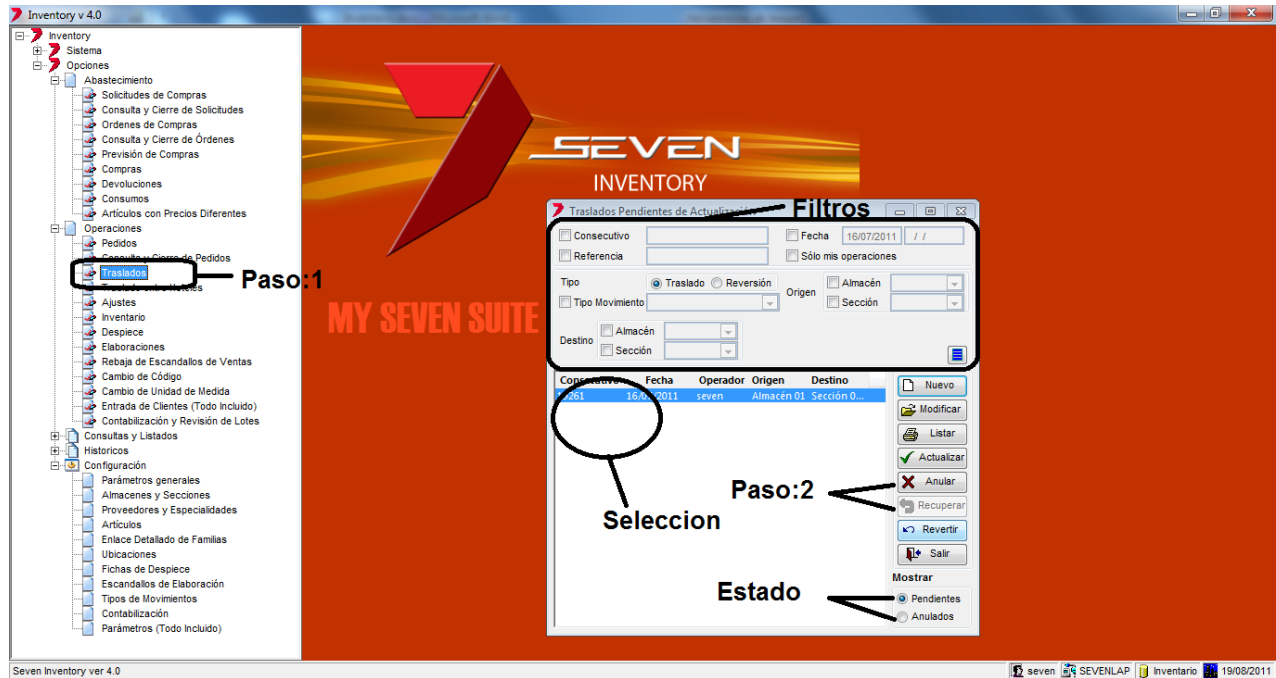 Inventory v 4.0
Inventory
Sistema
Opciones
Abastecimiento
Solicitudes de Compras
Consulta y Cierre de Solicitudes
Ordenes de Compras
Consulta y Cierre de Órdenes
Previsión de Compras
Compras
Devoluciones
Consumos
Artículos con Precios Diferentes
Operaciones
Pedidos
Consulta y Cierre de Pedidos
Traslados
Traslado entre Hoteles
Ajustes
Inventario
Despiece
Elaboraciones
Rebaja de Escandallos de Ventas
Cambio de Código
Cambio de Unidad de Medida
Entrada de Clientes (Todo Incluido)
Contabilización y Revisión de Lotes
Consultas y Listados
Historicos
Configuración
Parámetros generales
Almacenes y Secciones
Proveedores y Especialidades
Artículos
Enlace Detallado de Familias
Ubicaciones
Fichas de Despiece
Escandallos de Elaboración
Tipos de Movimientos
Contabilización
Parámetros (Todo Incluido)
Paso:1
SEVEN
INVENTORY
MY SEVEN SUITE
Traslados Pendientes de Actualización
Filtros
Consecutivo Fecha 16/07/2011 / /
Referencia Sólo mis operaciones
Tipo Traslado Reversión Origen Almacén
Tipo Movimiento Sección
Destino Almacén
Sección
Consecutivo Fecha Operador Origen Destino
seven Almacén 01 Sección 0...
Nuevo
Modificar
Listar
Actualizar
Anular
Recuperar
Revertir
Salir
Paso:2
Seleccion
Mostrar
Estado
Pendientes
Anulados
Seven Inventory ver 4.0 seven SEVENLAP Inventario 19/08/2011